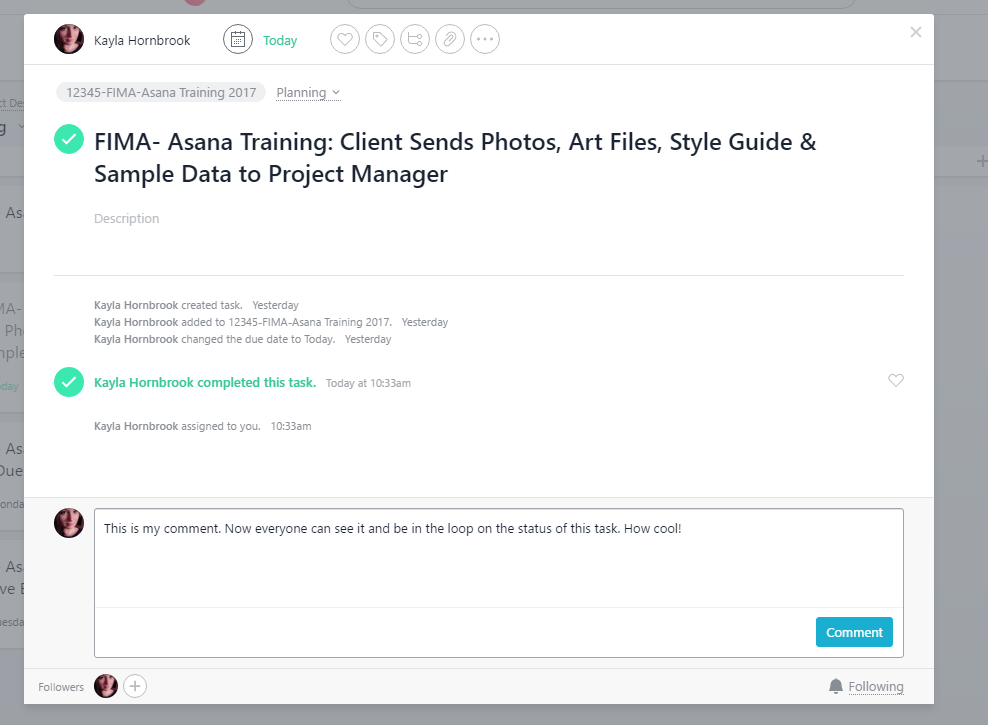 Kayla Hornbrook Today
12345-FIMA-Asana Training 2017 Planning
FIMA- Asana Training: Client Sends Photos, Art Files, Style Guide &
Sample Data to Project Manager
Description
Kayla Hornbrook created task. Yesterday
Kayla Hornbrook added to 12345-FIMA-Asana Training 2017. Yesterday
Kayla Hornbrook changed the due date to Today. Yesterday
Kayla Hornbrook completed this task. Today at 10:33am
Kayla Hornbrook assigned to you. 10:33am
This is my comment. Now everyone can see it and be in the loop on the status of this task. How cool!
Comment
Followers
Following